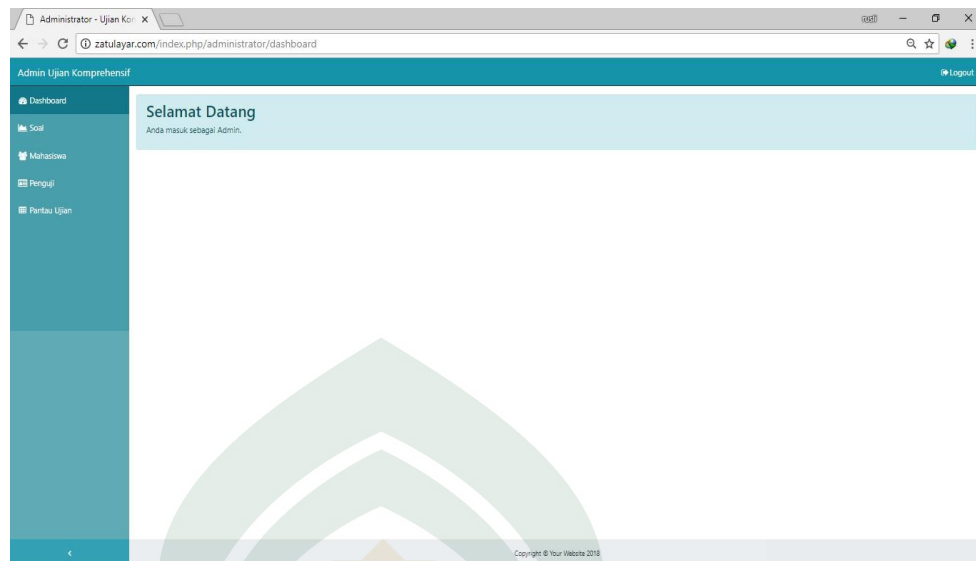 Administrator - Ujian Kor
rusli
zatulayar.com/index.php/administrator/dashboard
Admin Ujian Komprehensif
Logout
Dashboard
Soal
Mahasiswa
Penguji
Pantau Ujian
Selamat Datang
Anda masuk sebagai Admin.
Copyright © Your Website 2018